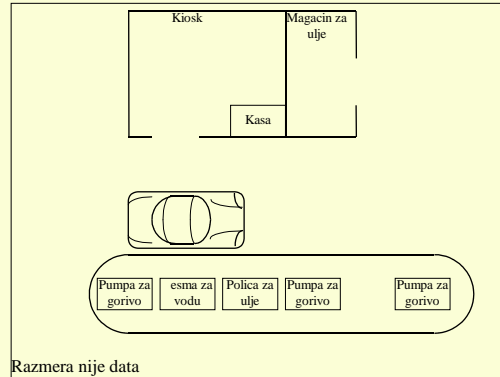 Kiosk
Magacin za
ulje
Kasa
Pumpa za
gorivo
esma za
vodu
Polica za
ulje
Pumpa za
gorivo
Pumpa za
gorivo
Razmera nije data